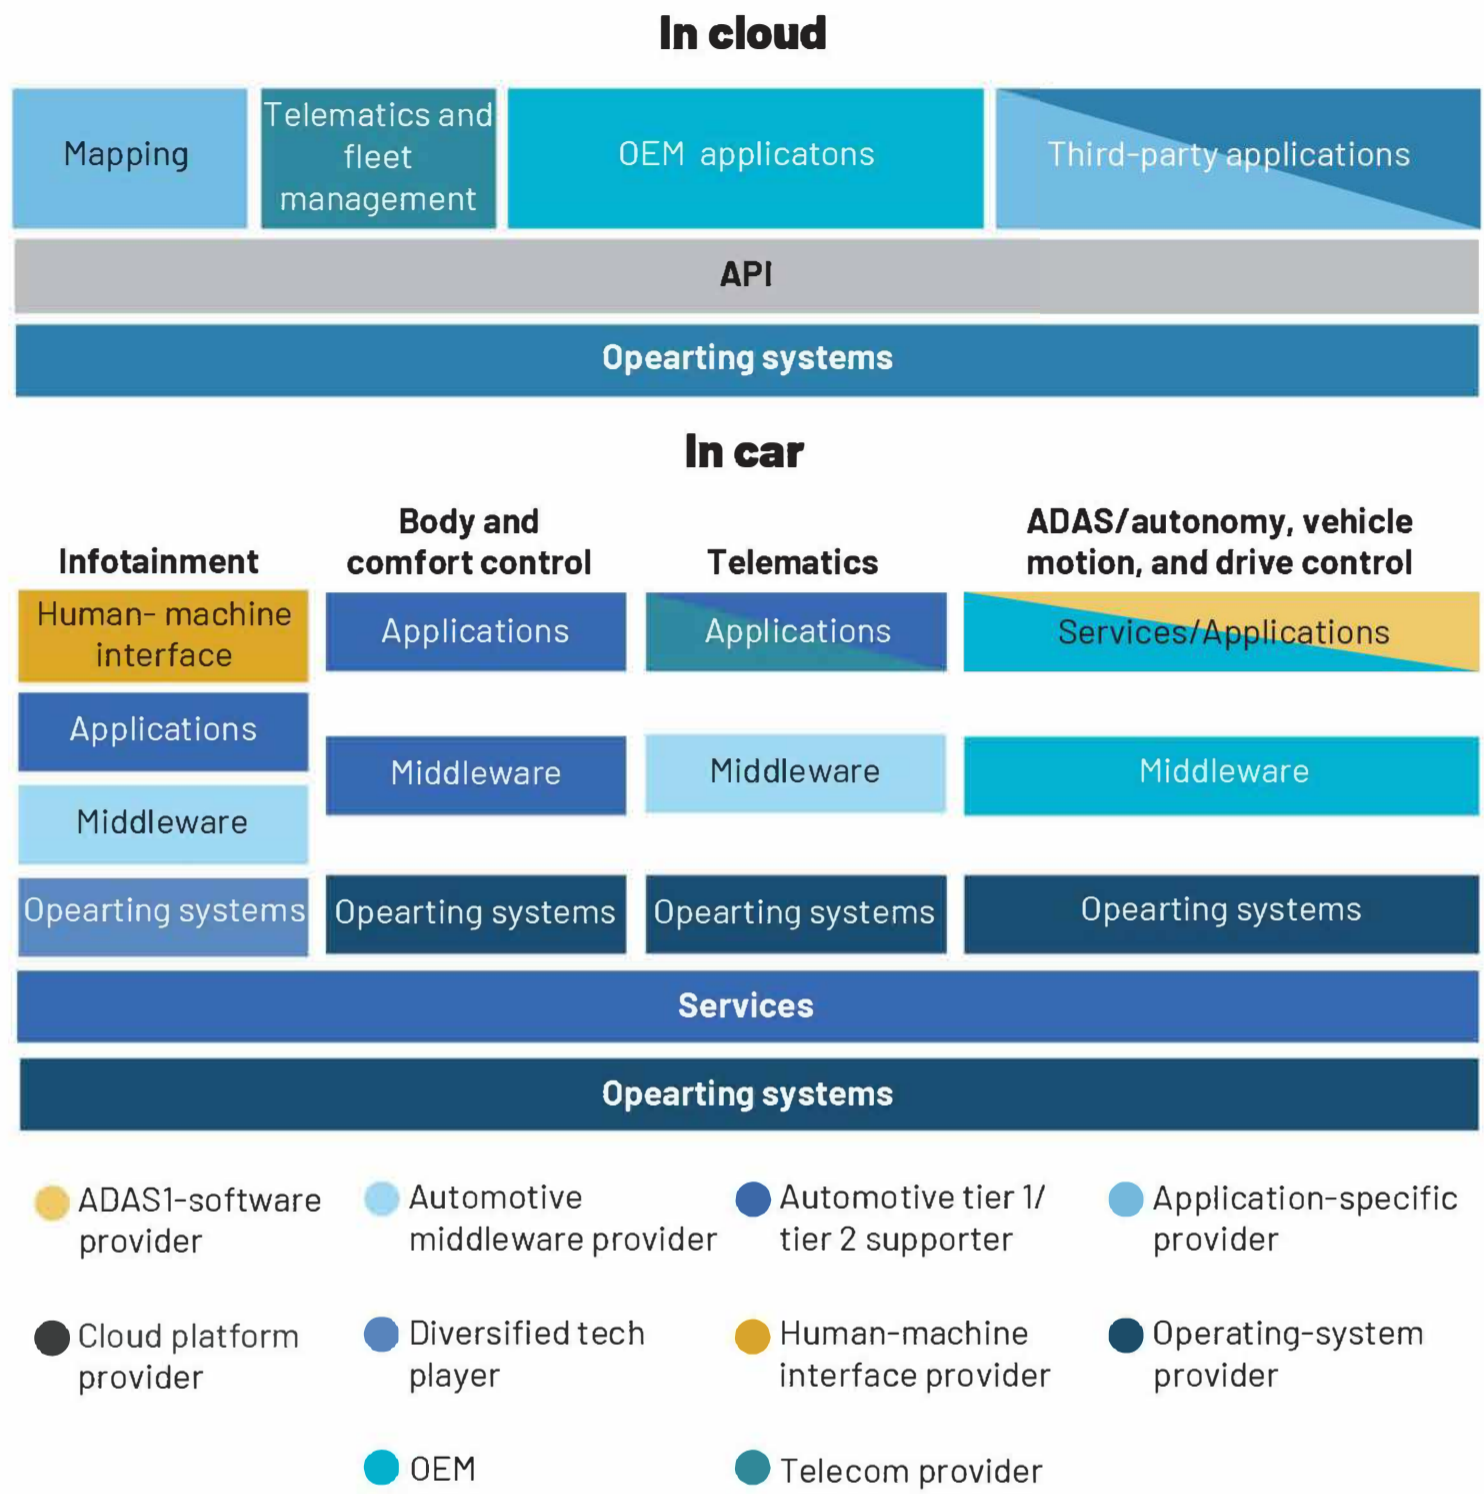 In cloud
Mapping
Telematics and
fleet
management
OEM applicatons
Third-party applications
API
Opearting systems
In car
Infotainment
Body and
comfort control
Telematics
ADAS/autonomy, vehicle
motion, and drive control
Human- machine
interface
Applications
Middleware
Opearting systems
Applications
Middleware
Opearting systems
Applications
Middleware
Opearting systems
Services/Applications
Middleware
Opearting systems
Services
Opearting systems
ADAS1-software
provider
Automotive
middleware provider
Automotive tier 1/
tier 2 supporter
Application-specific
provider
Cloud platform
provider
Diversified tech
player
Human-machine
interface provider
Operating-system
provider
OEM
Telecom provider